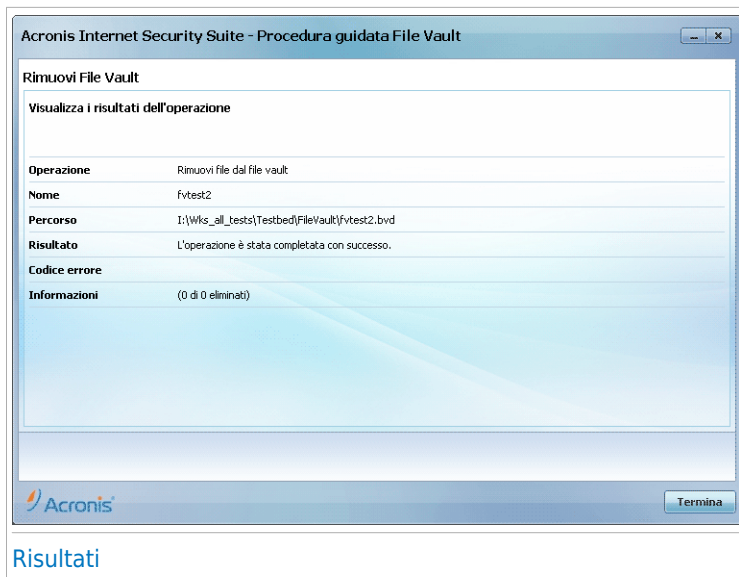 Acronis Internet Security Suite - Procedura guidata File Vault
Rimuovi File Vault
Visualizza i risultati dell'operazione
Operazione Rimuovi file dal file vault
Nome fvtest2
Percorso I:\Wks_all_tests\Testbed\FileVault\fvtest2.bvd
Risultato L'operazione è stata completata con successo.
Codice errore
Informazioni (0 di 0 eliminati)
Acronis
Termina
Risultati